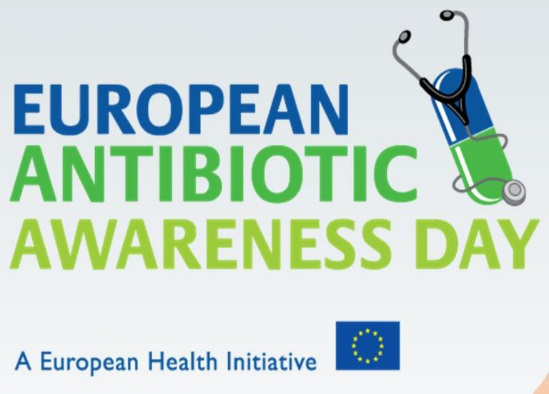 EUROPEAN
ANTIBIOTIC
AWARENESS DAY
A European Health Initiative